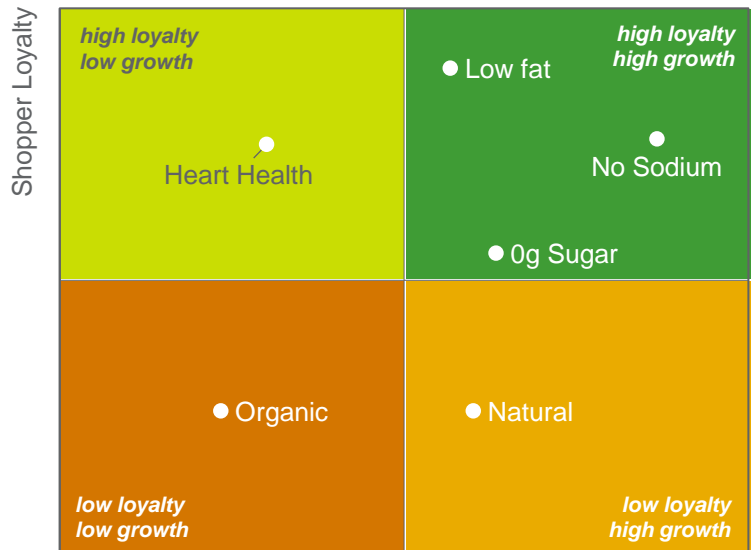 Shopper Loyalty
high loyalty
low growth
high loyalty
high growth
Low fat
Heart Health
No Sodium
0g Sugar
Organic
Natural
low loyalty
low growth
low loyalty
high growth